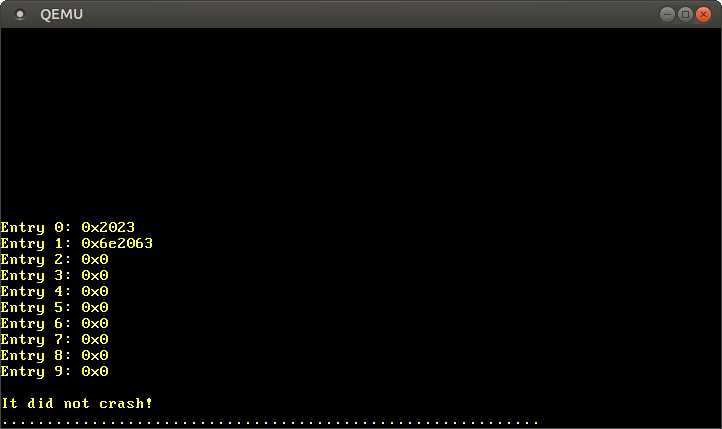 QEMU
Entry 0: 0x2023
Entry 1: 0x6e2063
Entry 2: 0x0
Entry 3: 0x0
Entry 4: 0x0
Entry 5: 0x0
Entry 6: 0x0
Entry 7: 0x0
Entry 8: 0x0
Entry 9: 0x0
It did not crash!
............................................................